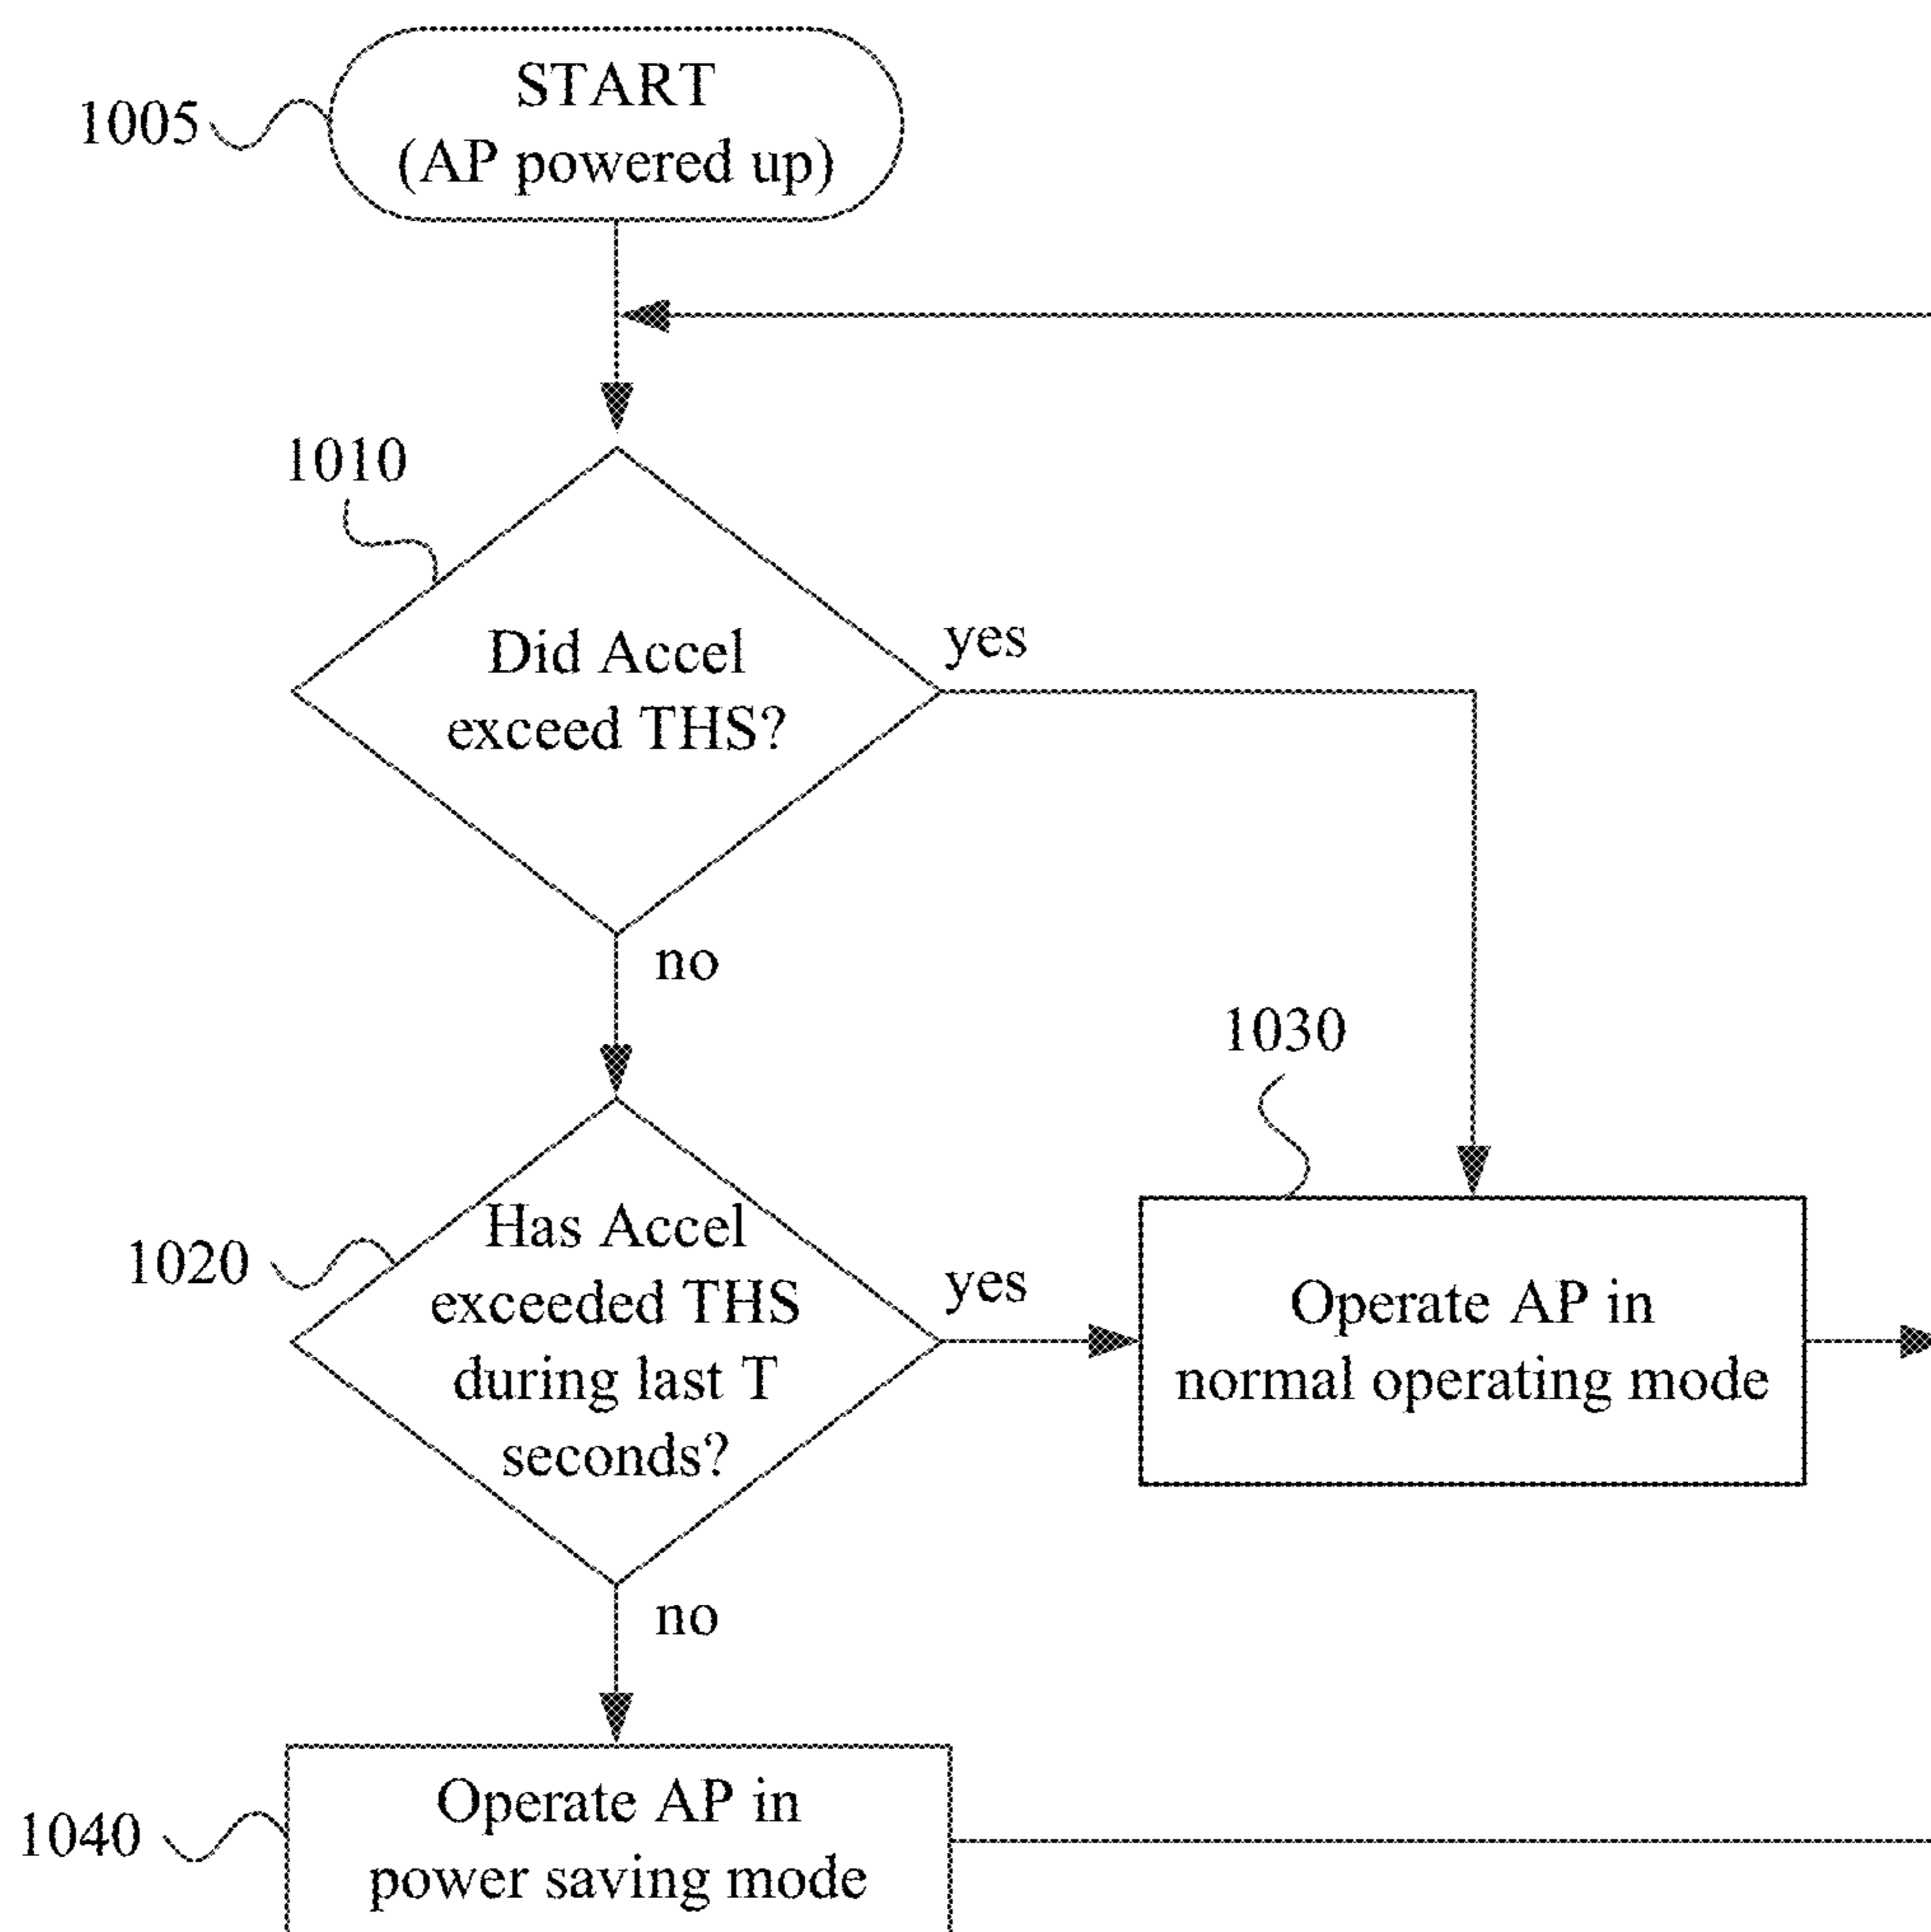 1005
START
(AP powered up)
1010
Did Accel
exceed THS?
yes
no
1030
1020
Has Accel
exceeded THS
during last T
seconds?
yes
Operate AP in
normal operating mode
no
1040
Operate AP in
power saving mode